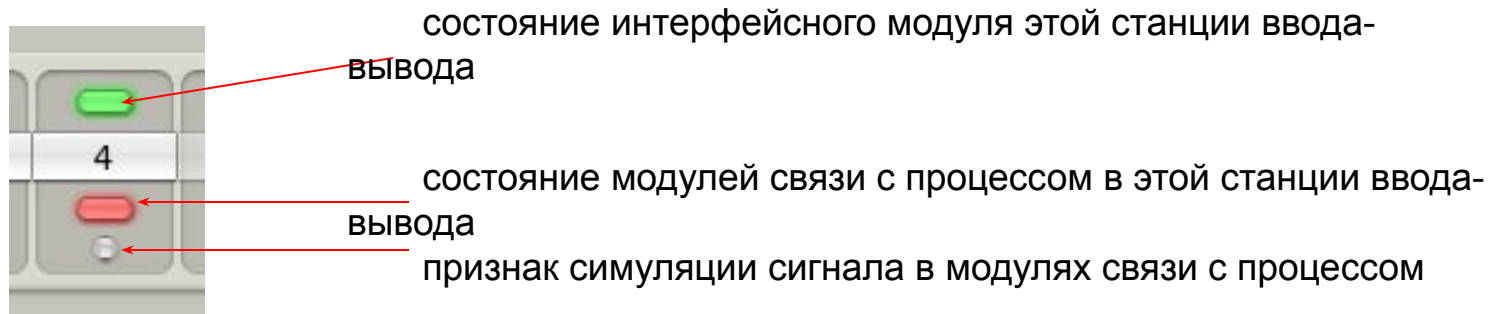 состояние интерфейсного модуля этой станции ввода-
вывода
4
состояние модулей связи с процессом в этой станции ввода-
вывода
признак симуляции сигнала в модулях связи с процессом